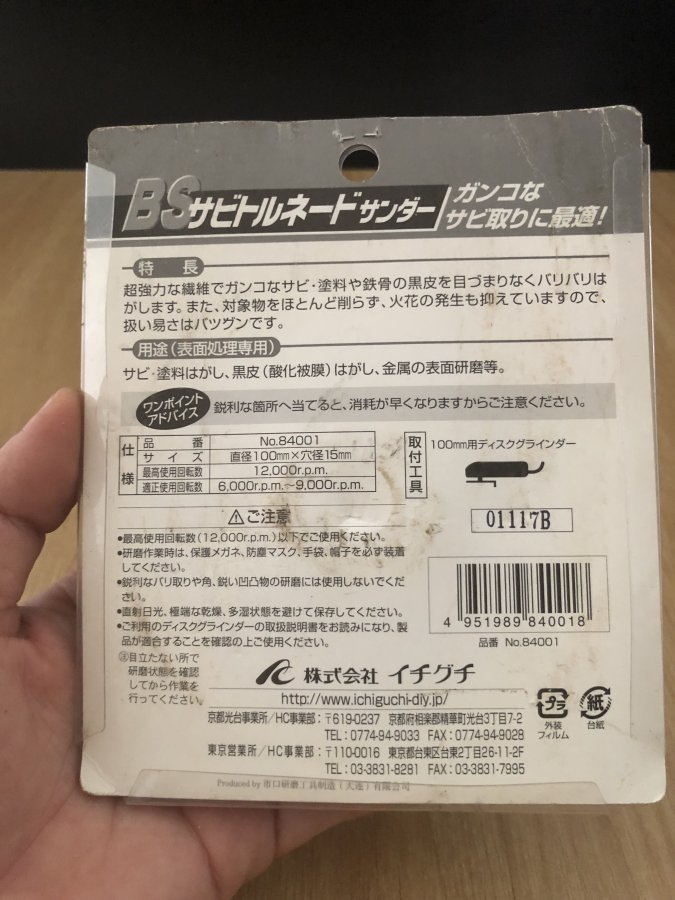 BSサビトルネードサンダー
ガンコな
サビ取りに最適!
特長
超強力な繊維でガンコなサビ・塗料や鉄骨の黒皮を目づまりなくバリバリは
がします。また、対象物をほとんど削らず、火花の発生も抑えていますので、
扱い易さはバツグンです。
用途(表面処理専用)
サビ・塗料はがし、黒皮(酸化被膜)はがし、金属の表面研磨等。
ワンポイント
アドバイス
鋭利な箇所へ当てると、消耗が早くなりますからご注意ください。
仕様
品番 No.84001
サイズ 直径100mm×穴径15mm
最高使用回転数 12,000r.p.m.
適正使用回転数 6,000r.p.m.〜9,000r.p.m.
取付工具
100mm用ディスクグラインダー
01117B
⚠ご注意
●最高使用回転数(12,000r.p.m.)以下でご使用ください。
●研磨作業時は、保護メガネ、防塵マスク、手袋、帽子を必ず装着
してください。
●鋭利なバリ取りや角、鋭い凹凸物の研磨には使用しないでくだ
さい。
●直射日光、極端な乾燥、多湿状態を避けて保存してください。
●ご利用のディスクグラインダーの取扱説明書をお読みになり、製
品が適合することを確認の上ご使用ください。
注目立たない所で
研磨状態を確認
してから作業を
行ってください。
4 951989 840018
品番 No.84001
株式会社 イチグチ
http://www.ichiguchi-diy.jp/
京都光台事業所/HC事業部:〒619-0237 京都府相楽郡精華町光台3丁目7-2
TEL:0774-94-9033 FAX:0774-94-9028
東京営業所/HC事業部:〒110-0016 東京都台東区台東2丁目26-11-2F
TEL:03-3831-8281 FAX:03-3831-7995
プラ
外装
フィルム
紙
台紙
Produced by 市口研磨工具制造(大连)有限公司